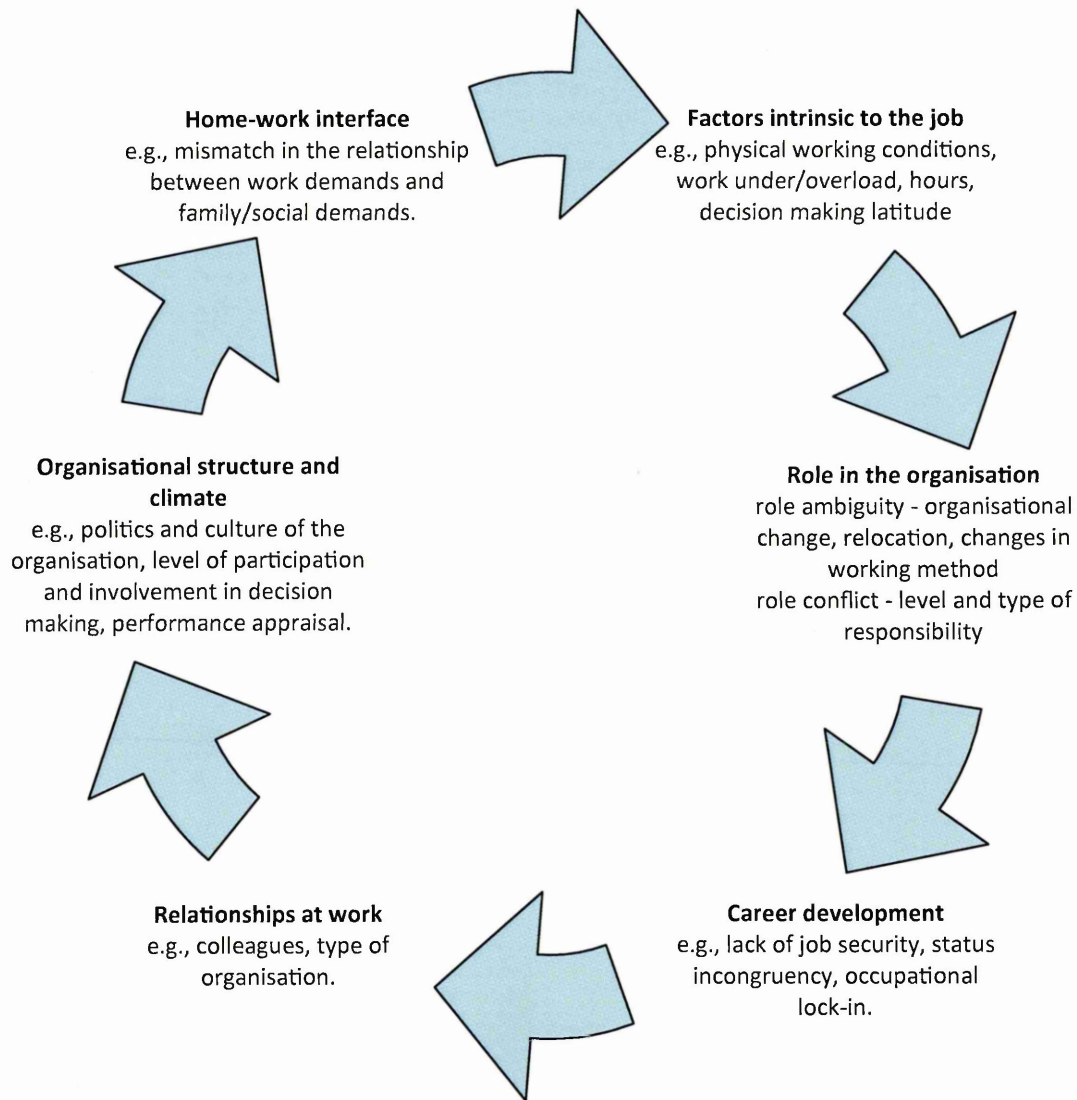 Home-work interface
e.g., mismatch in the relationship
between work demands and
family/social demands.
Factors intrinsic to the job
e.g., physical working conditions,
work under/overload, hours,
decision making latitude
Role in the organisation
role ambiguity - organisational
change, relocation, changes in
working method
role conflict - level and type of
responsibility
Career development
e.g., lack of job security, status
incongruency, occupational
lock-in.
Relationships at work
e.g., colleagues, type of
organisation.
Organisational structure and
climate
e.g., politics and culture of the
organisation, level of participation
and involvement in decision
making, performance appraisal.